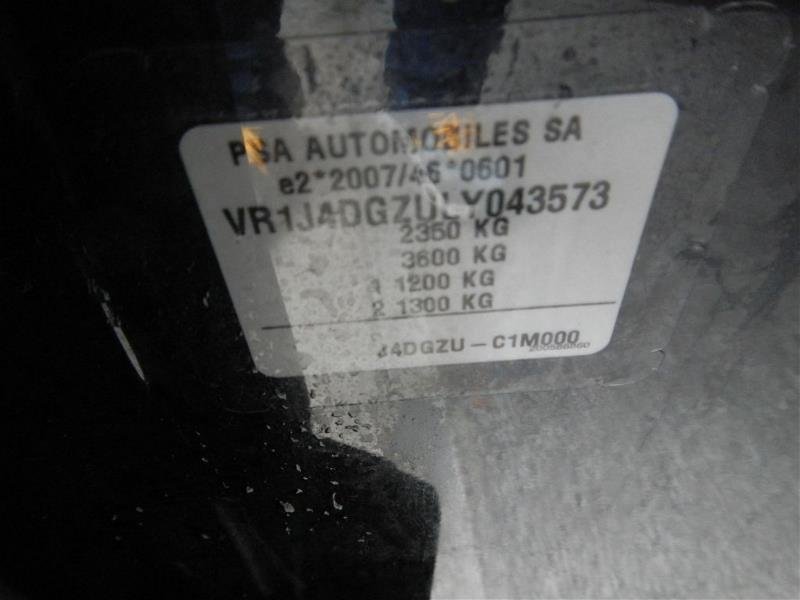 PSA AUTOMOBILES SA
e2*2007/46*0601
VR1J4DGZULY043573
2350 KG
3600 KG
1 1200 KG
2 1300 KG
J4DGZU - C1M000